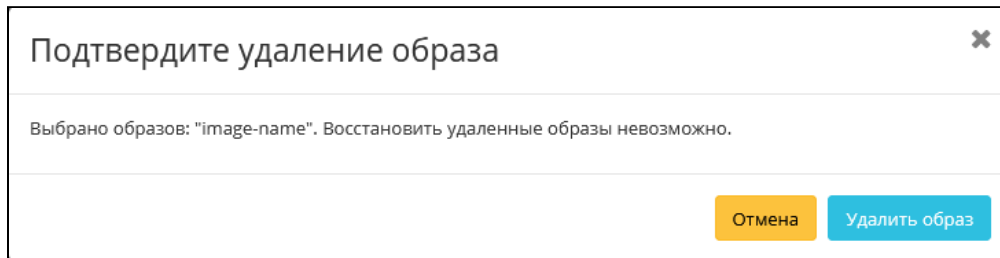 Подтвердите удаление образа
Выбрано образов: "image-name". Восстановить удаленные образы невозможно.
Отмена
Удалить образ